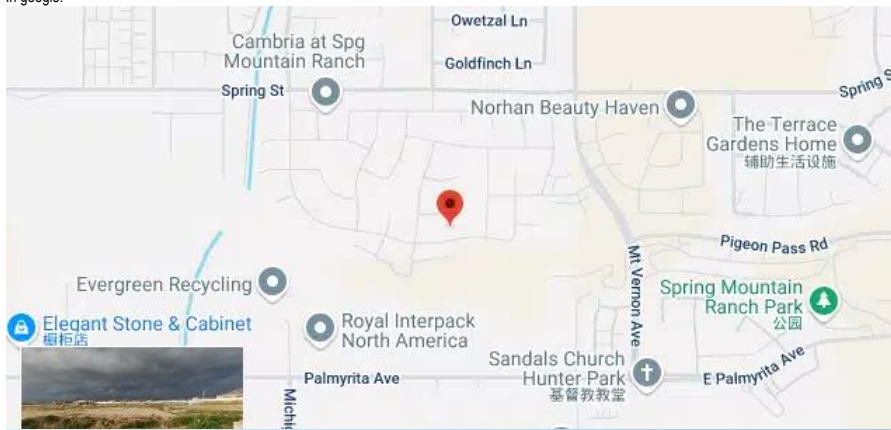 in google.
Owetzal Ln
Cambria at Spg
Mountain Ranch
Goldfinch Ln
Spring St
Norhan Beauty Haven
Spring S
The Terrace
Gardens Home
辅助生活设施
Pigeon Pass Rd
Mt Vernon Ave
Evergreen Recycling
Spring Mountain
Ranch Park
公园
Elegant Stone & Cabinet
橱柜店
Royal Interpack
North America
Sandals Church
Hunter Park
基督教教堂
Palmyrita Ave
E Palmyrita Ave
Michi